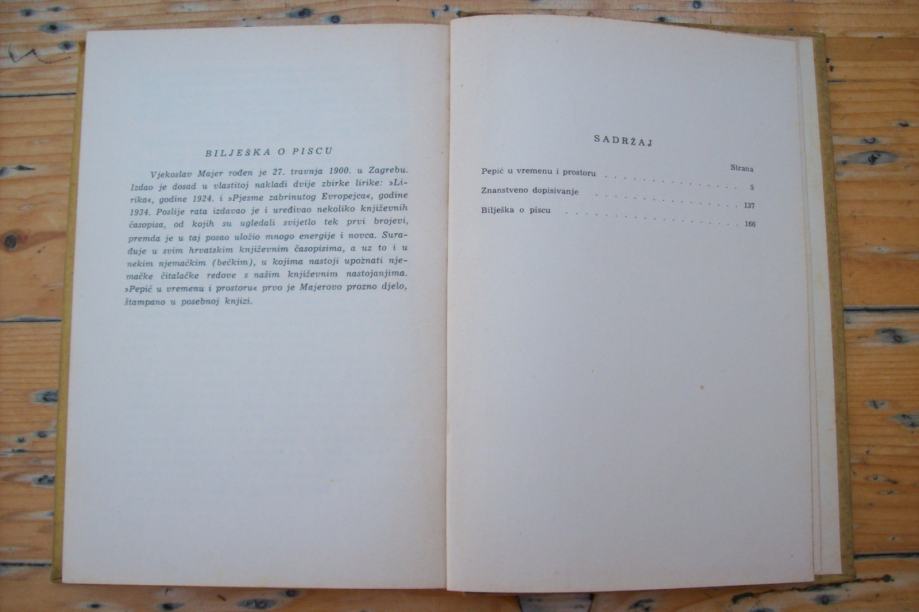 BILJEŠKA O PISCU
Vjekoslav Majer rođen je 27. travnja 1900. u Zagrebu.
Izdao je dosad u vlastitoj nakladi dvije zbirke lirike: »Li-
rika«, godine 1924. i »Pjesme zabrinutog Evropejca«, godine
1934. Poslije rata izdavao je i uređivao nekoliko književnih
časopisa, od kojih su ugledali svijetlo tek prvi brojevi,
premda je u taj posao uložio mnogo energije i novca. Sura-
đuje u svim hrvatskim književnim časopisima, a uz to i u
nekim njemačkim (bečkim), u kojima nastoji upoznati nje-
mačke čitalačke redove s našim književnim nastojanjima.
»Pepić u vremenu i prostoru« prvo je Majerovo prozno djelo,
štampano u posebnoj knjizi.
SADRŽAJ
Strana
Pepić u vremenu i prostoru . . . . . . . . . . . . . 5
Znanstveno dopisivanje . . . . . . . . . . . . . . 137
Bilješka o piscu . . . . . . . . . . . . . . . . 166